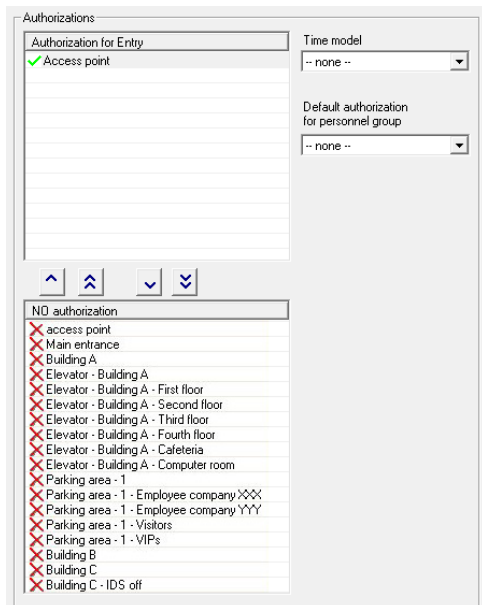 Authorizations
Authorization for Entry
Access point
Time model
-- none --
Default authorization
for personnel group
-- none --
NO authorization
access point
Main entrance
Building A
Elevator - Building A
Elevator - Building A - First floor
Elevator - Building A - Second floor
Elevator - Building A - Third floor
Elevator - Building A - Fourth floor
Elevator - Building A - Cafeteria
Elevator - Building A - Computer room
Parking area - 1
Parking area - 1 - Employee company XXX
Parking area - 1 - Employee company YYY
Parking area - 1 - Visitors
Parking area - 1 - VIPs
Building B
Building C
Building C - IDS off